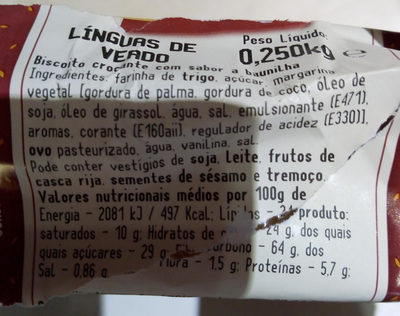 LÍNGUAS DE
VEADO
Peso Líquido:
0,250kg e
Biscoito crocante com sabor a baunilha
Ingredientes: farinha de trigo, açúcar, margarina
vegetal [gordura de palma, gordura de coco, óleo de
soja, óleo de girassol, água, sal, emulsionante (E471),
aromas, corante (E160aii), regulador de acidez (E330)],
ovo pasteurizado, água, vanilina, sal.
Pode conter vestígios de soja, Leite, frutos de
casca rija, sementes de sésamo e tremoço.
Valores nutricionais médios por 100g de
produto:
Energia - 2081 kJ / 497 Kcal;
saturados - 10 g; Hidratos de 24 g, dos quais
quais açúcares - 29 g - 64 g, dos
Sal - 0,86 g Fibra - 1,5 g; Proteínas - 5,7 g;